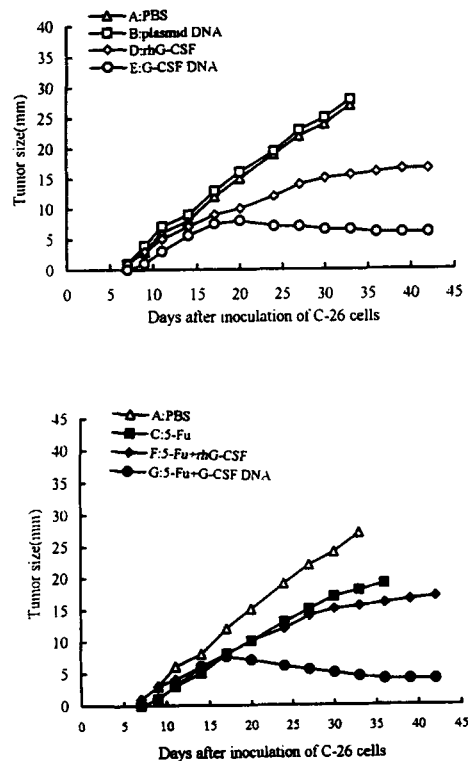 A:PBS
B:plasmid DNA
D:rhG-CSF
E:G-CSF DNA
Tumor size(mm)
40
35
30
25
20
15
10
5
0
0 5 10 15 20 25 30 35 40 45
Days after inoculation of C-26 cells
A:PBS
C:5-Fu
F:5-Fu+rhG-CSF
G:5-Fu+G-CSF DNA
Tumor size(mm)
45
40
35
30
25
20
15
10
5
0
0 5 10 15 20 25 30 35 40 45
Days after inoculation of C-26 cells